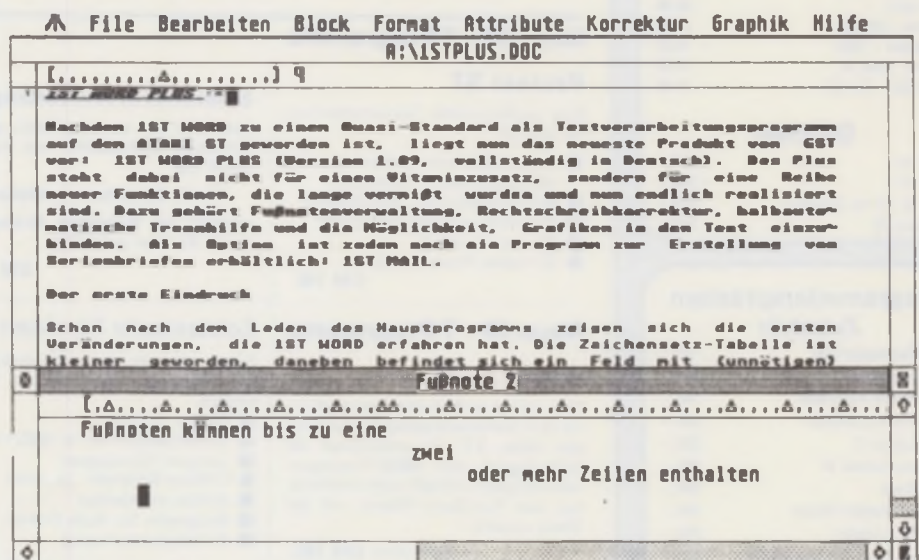 File Bearbeiten Block Format Attribute Korrektur Graphik Hilfe
A:\1STPLUS.DOC
[.........Δ.........] ¶
1ST WORD PLUS
Nachdem 1ST WORD zu einem Quasi-Standard als Textverarbeitungsprogramm
auf den ATARI ST geworden ist, liegt nun das neueste Produkt von GST
vor: 1ST WORD PLUS (Version 1.09, vollständig in Deutsch). Das Plus
steht dabei nicht für einen Vitaminzusatz, sondern für eine Reihe
neuer Funktionen, die lange vermißt wurden und nun endlich realisiert
sind. Dazu gehört Fußnotenverwaltung, Rechtschreibkorrektur, halbauto-
matische Trennhilfe und die Möglichkeit, Grafiken in den Text einzu-
binden. Als Option ist zudem noch ein Programm zur Erstellung von
Serienbriefen erhältlich: 1ST MAIL.
Der erste Eindruck
Schon nach dem Laden des Hauptprogramms zeigen sich die ersten
Veränderungen, die 1ST WORD erfahren hat. Die Zeichensatz-Tabelle ist
kleiner geworden, daneben befindet sich ein Feld mit (unnötigen)
Fußnote 2
Fußnoten können bis zu eine
zwei
oder mehr Zeilen enthalten